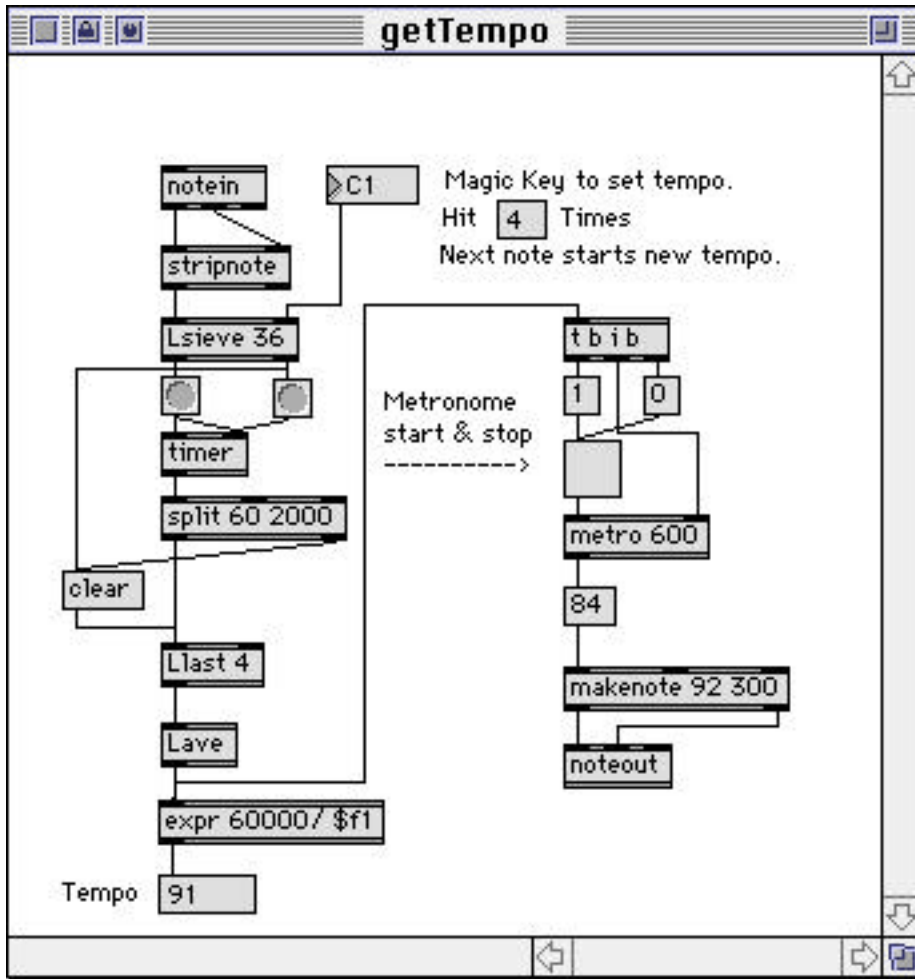 getTempo
notein
C1
Magic Key to set tempo.
Hit 4 Times
Next note starts new tempo.
stripnote
Lsieve 36
t b i b
1
0
Metronome
start & stop
---------->
timer
split 60 2000
metro 600
clear
84
Llast 4
makenote 92 300
Lave
noteout
expr 60000/ $f1
Tempo 91